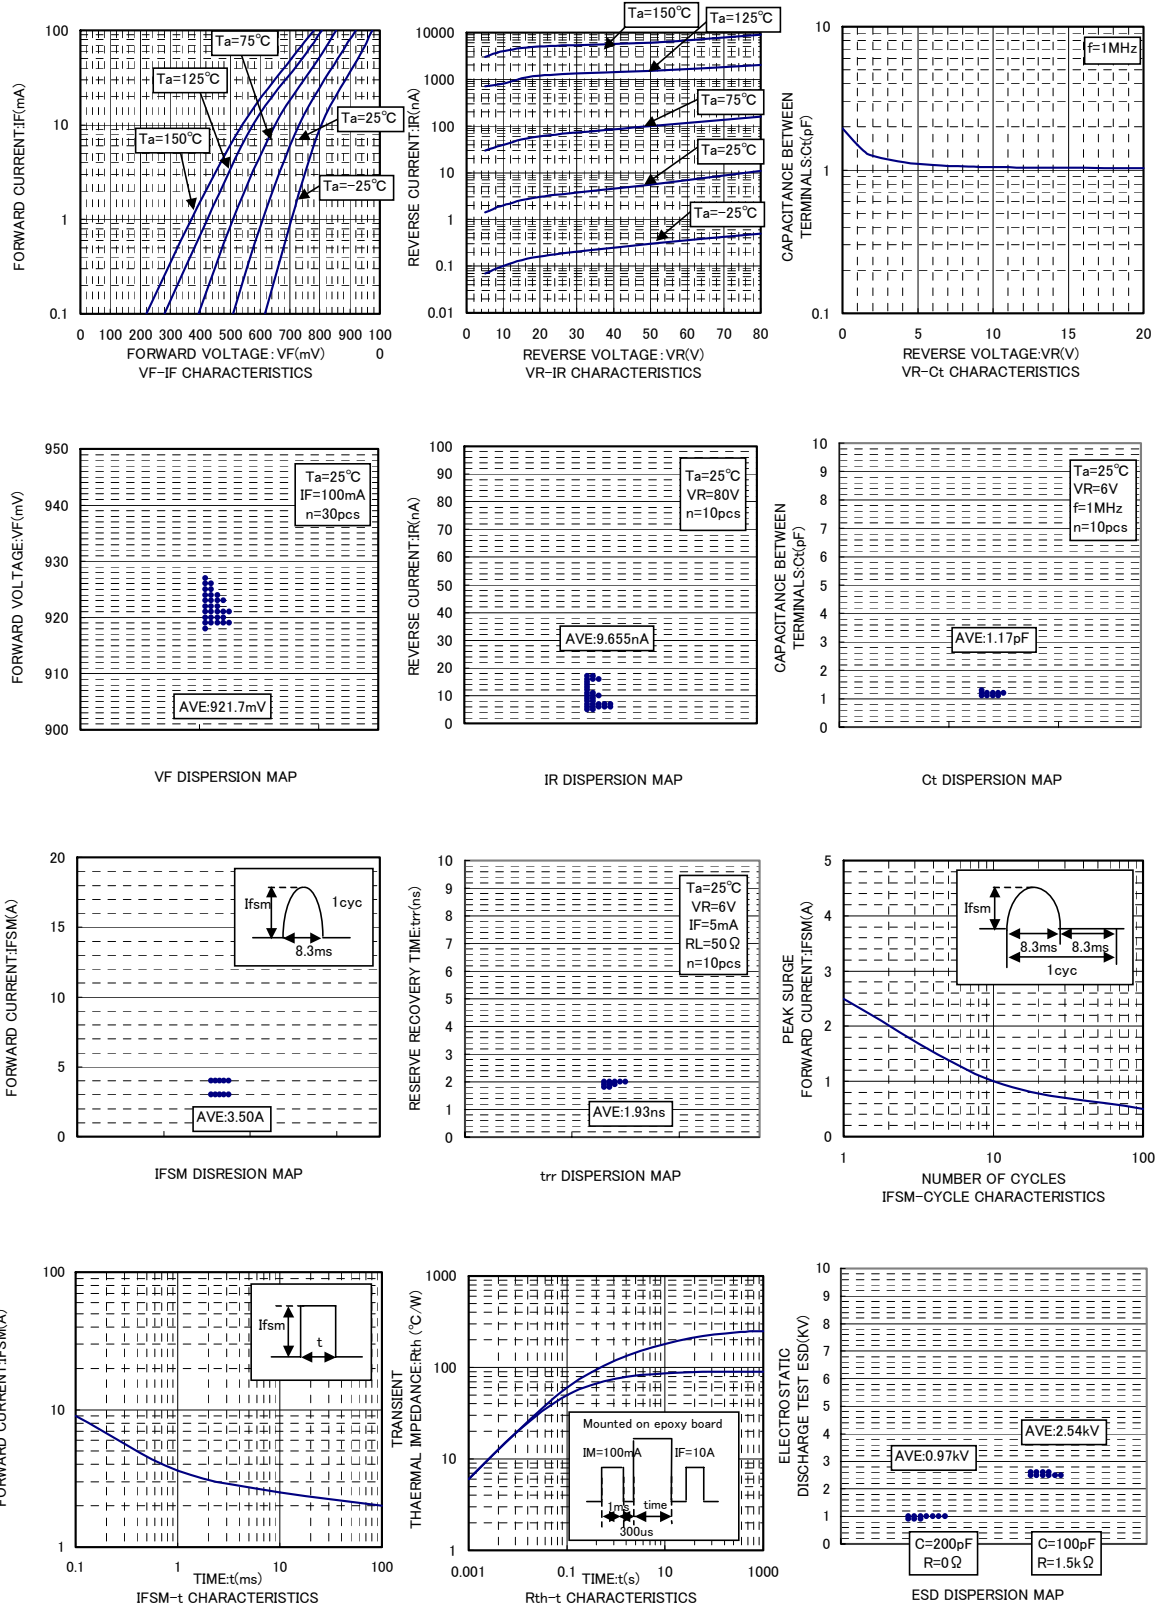 FORWARD CURRENT:IF(mA)
100
10
1
0.1
Ta=75℃
Ta=125℃
Ta=150℃
Ta=25℃
Ta=-25℃
0 100 200 300 400 500 600 700 800 900 100
0
FORWARD VOLTAGE:VF(mV)
VF-IF CHARACTERISTICS
REVERSE CURRENT:IR(nA)
10000
1000
100
10
1
0.1
0.01
Ta=150℃
Ta=125℃
Ta=75℃
Ta=25℃
Ta=-25℃
0 10 20 30 40 50 60 70 80
REVERSE VOLTAGE:VR(V)
VR-IR CHARACTERISTICS
CAPACITANCE BETWEEN
TERMINALS:Ct(pF)
10
1
0.1
f=1MHz
0 5 10 15 20
REVERSE VOLTAGE:VR(V)
VR-Ct CHARACTERISTICS
FORWARD VOLTAGE:VF(mV)
950
940
930
920
910
900
Ta=25℃
IF=100mA
n=30pcs
AVE:921.7mV
VF DISPERSION MAP
REVERSE CURRENT:IR(nA)
100
90
80
70
60
50
40
30
20
10
0
Ta=25℃
VR=80V
n=10pcs
AVE:9.655nA
IR DISPERSION MAP
CAPACITANCE BETWEEN
TERMINALS:Ct(pF)
10
9
8
7
6
5
4
3
2
1
0
Ta=25℃
VR=6V
f=1MHz
n=10pcs
AVE:1.17pF
Ct DISPERSION MAP
FORWARD CURRENT:IFSM(A)
20
15
10
5
0
Ifsm
1cyc
8.3ms
AVE:3.50A
IFSM DISRESION MAP
RESERVE RECOVERY TIME:trr(ns)
10
9
8
7
6
5
4
3
2
1
0
Ta=25℃
VR=6V
IF=5mA
RL=50Ω
n=10pcs
AVE:1.93ns
trr DISPERSION MAP
PEAK SURGE
FORWARD CURRENT:IFSM(A)
5
4
3
2
1
0
Ifsm
8.3ms 8.3ms
1cyc
1 10 100
NUMBER OF CYCLES
IFSM-CYCLE CHARACTERISTICS
FORWARD CURRENT:IFSM(A)
100
10
1
Ifsm
t
0.1 1 10 100
TIME:t(ms)
IFSM-t CHARACTERISTICS
TRANSIENT
THAERMAL IMPEDANCE:Rth (℃/W)
1000
100
10
1
Mounted on epoxy board
IM=100mA IF=10A
1ms time
300us
0.001 0.1 10 1000
TIME:t(s)
Rth-t CHARACTERISTICS
ELECTROSTATIC
DISCHARGE TEST ESD(KV)
10
9
8
7
6
5
4
3
2
1
0
AVE:2.54kV
AVE:0.97kV
C=200pF
R=0Ω
C=100pF
R=1.5kΩ
ESD DISPERSION MAP